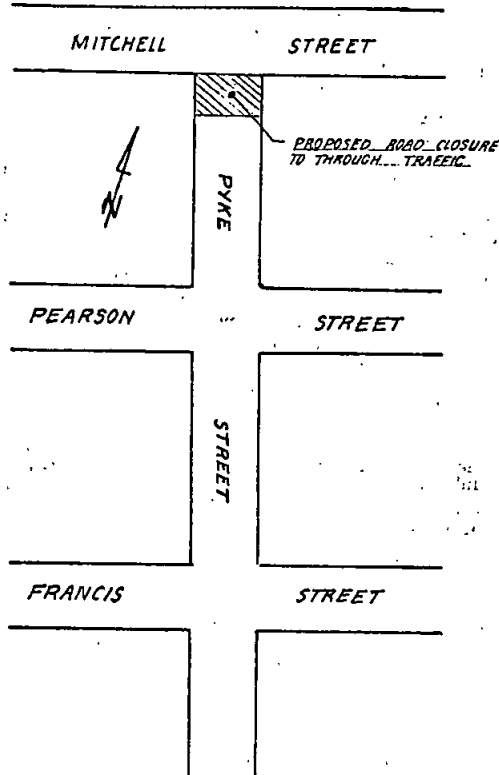 MITCHELL STREET
PROPOSED ROAD CLOSURE
TO THROUGH TRAFFIC
N
PYKE
PEARSON STREET
STREET
FRANCIS STREET